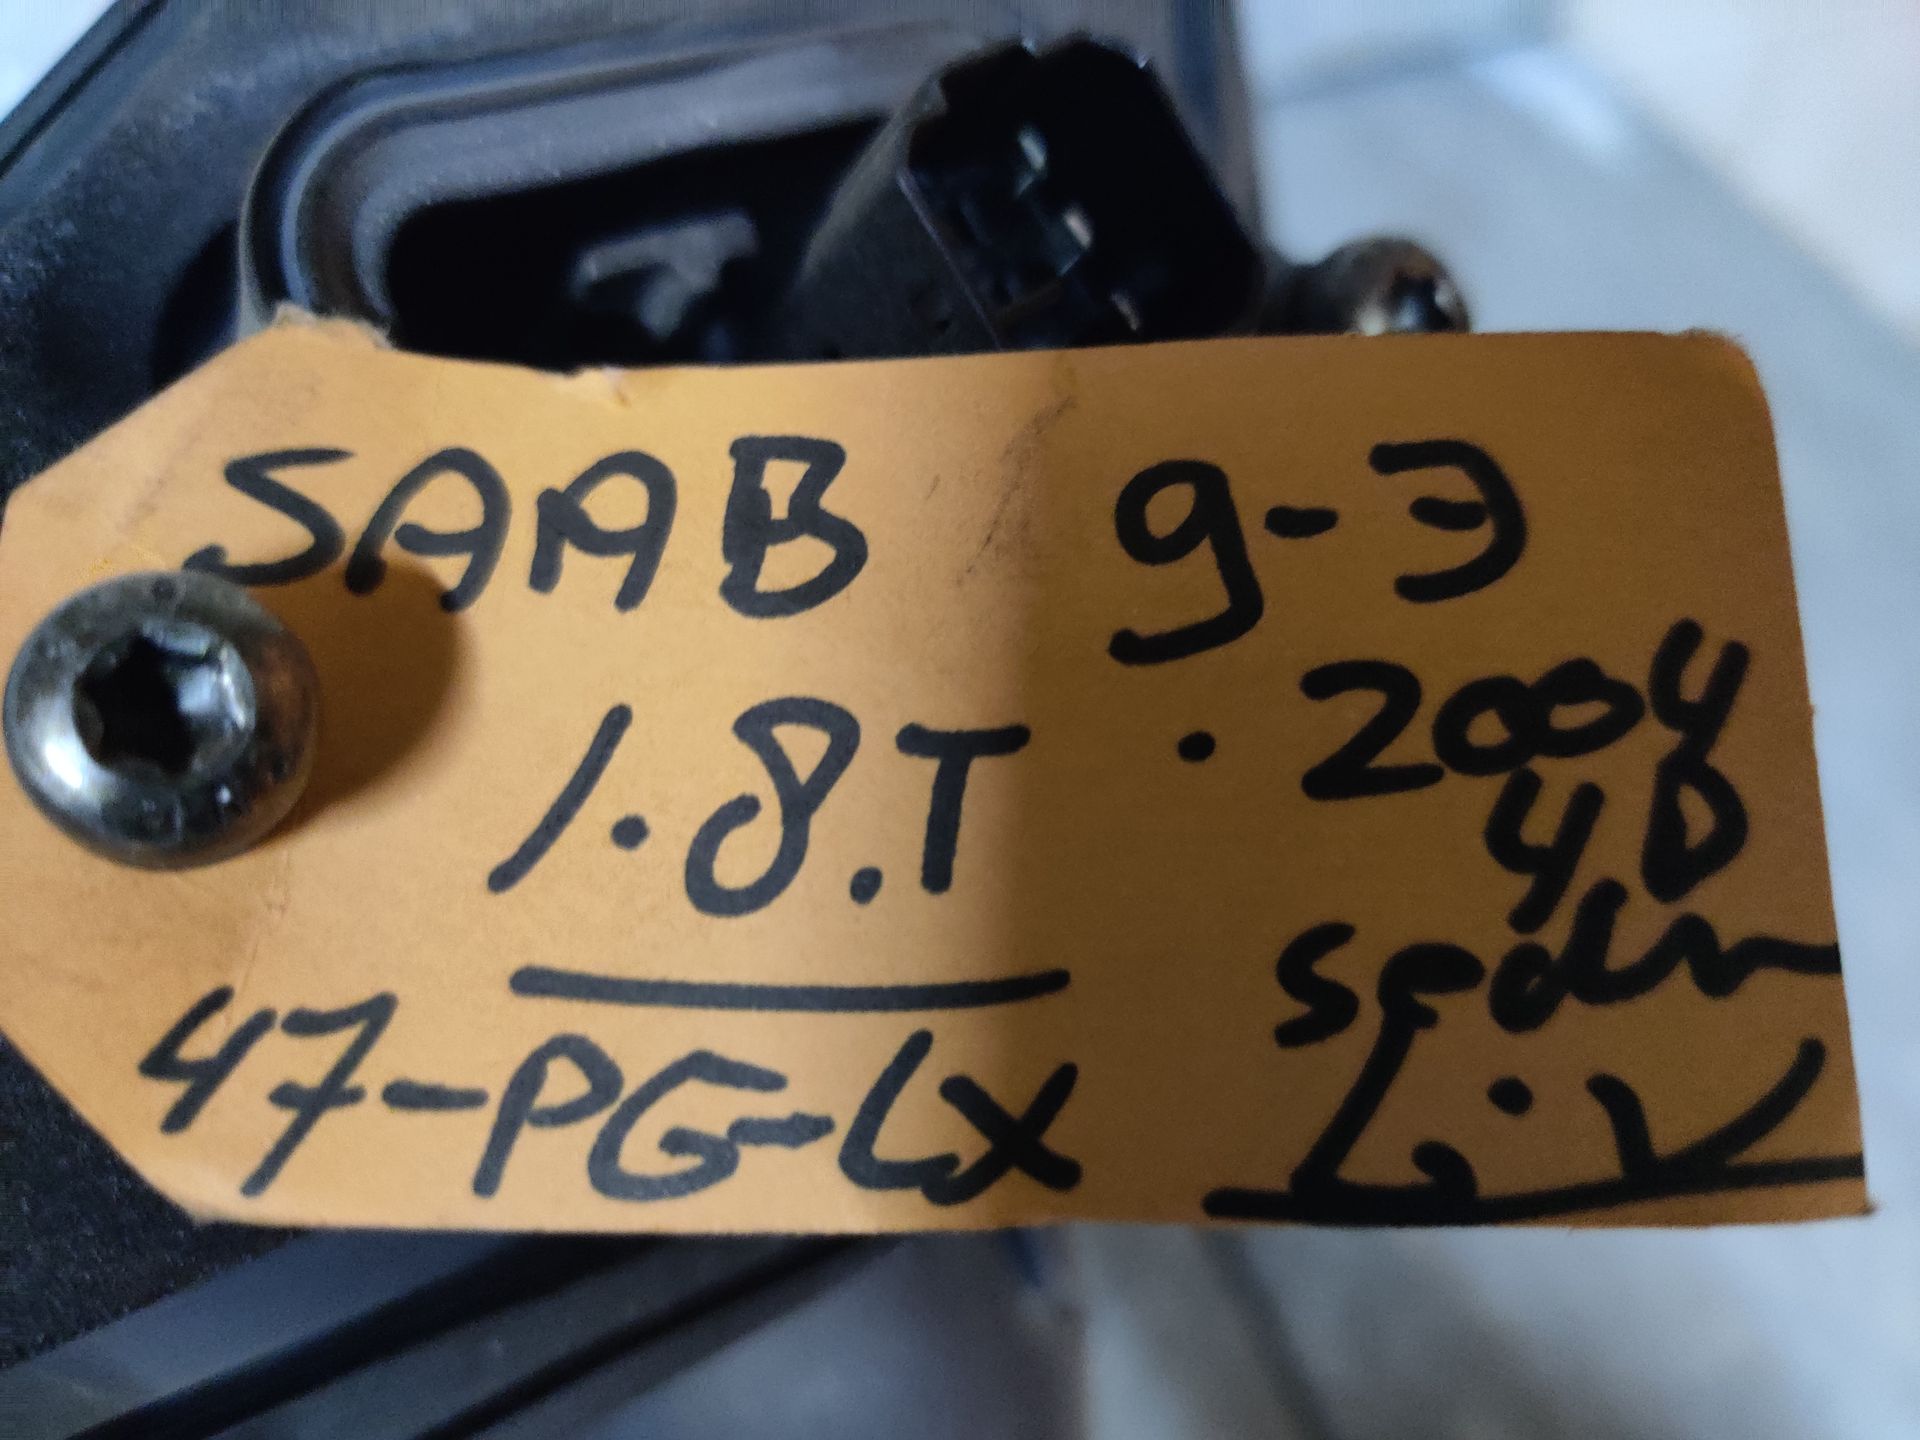 SAAB 9-3
1.8.T . 2004
4D
sedan
47-PG-LX L.V